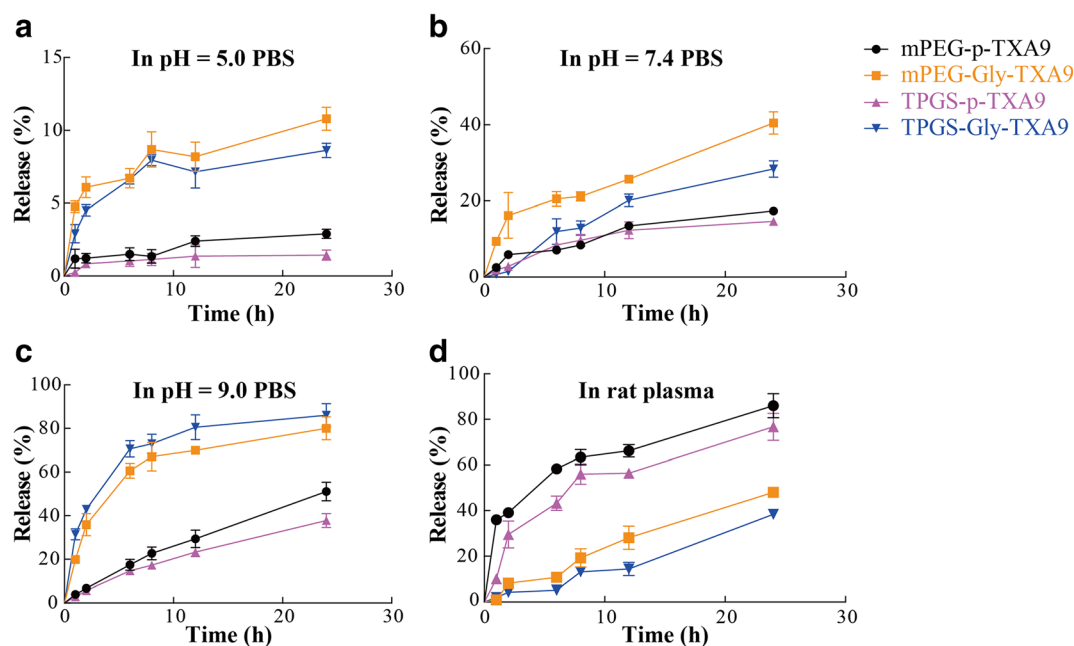 a
In pH = 5.0 PBS
15
10
5
0
0
10
20
30
Release (%)
Time (h)
b
In pH = 7.4 PBS
60
40
20
0
0
10
20
30
Release (%)
Time (h)
mPEG-p-TXA9
mPEG-Gly-TXA9
TPGS-p-TXA9
TPGS-Gly-TXA9
c
In pH = 9.0 PBS
100
80
60
40
20
0
0
10
20
30
Release (%)
Time (h)
d
In rat plasma
100
80
60
40
20
0
0
10
20
30
Release (%)
Time (h)